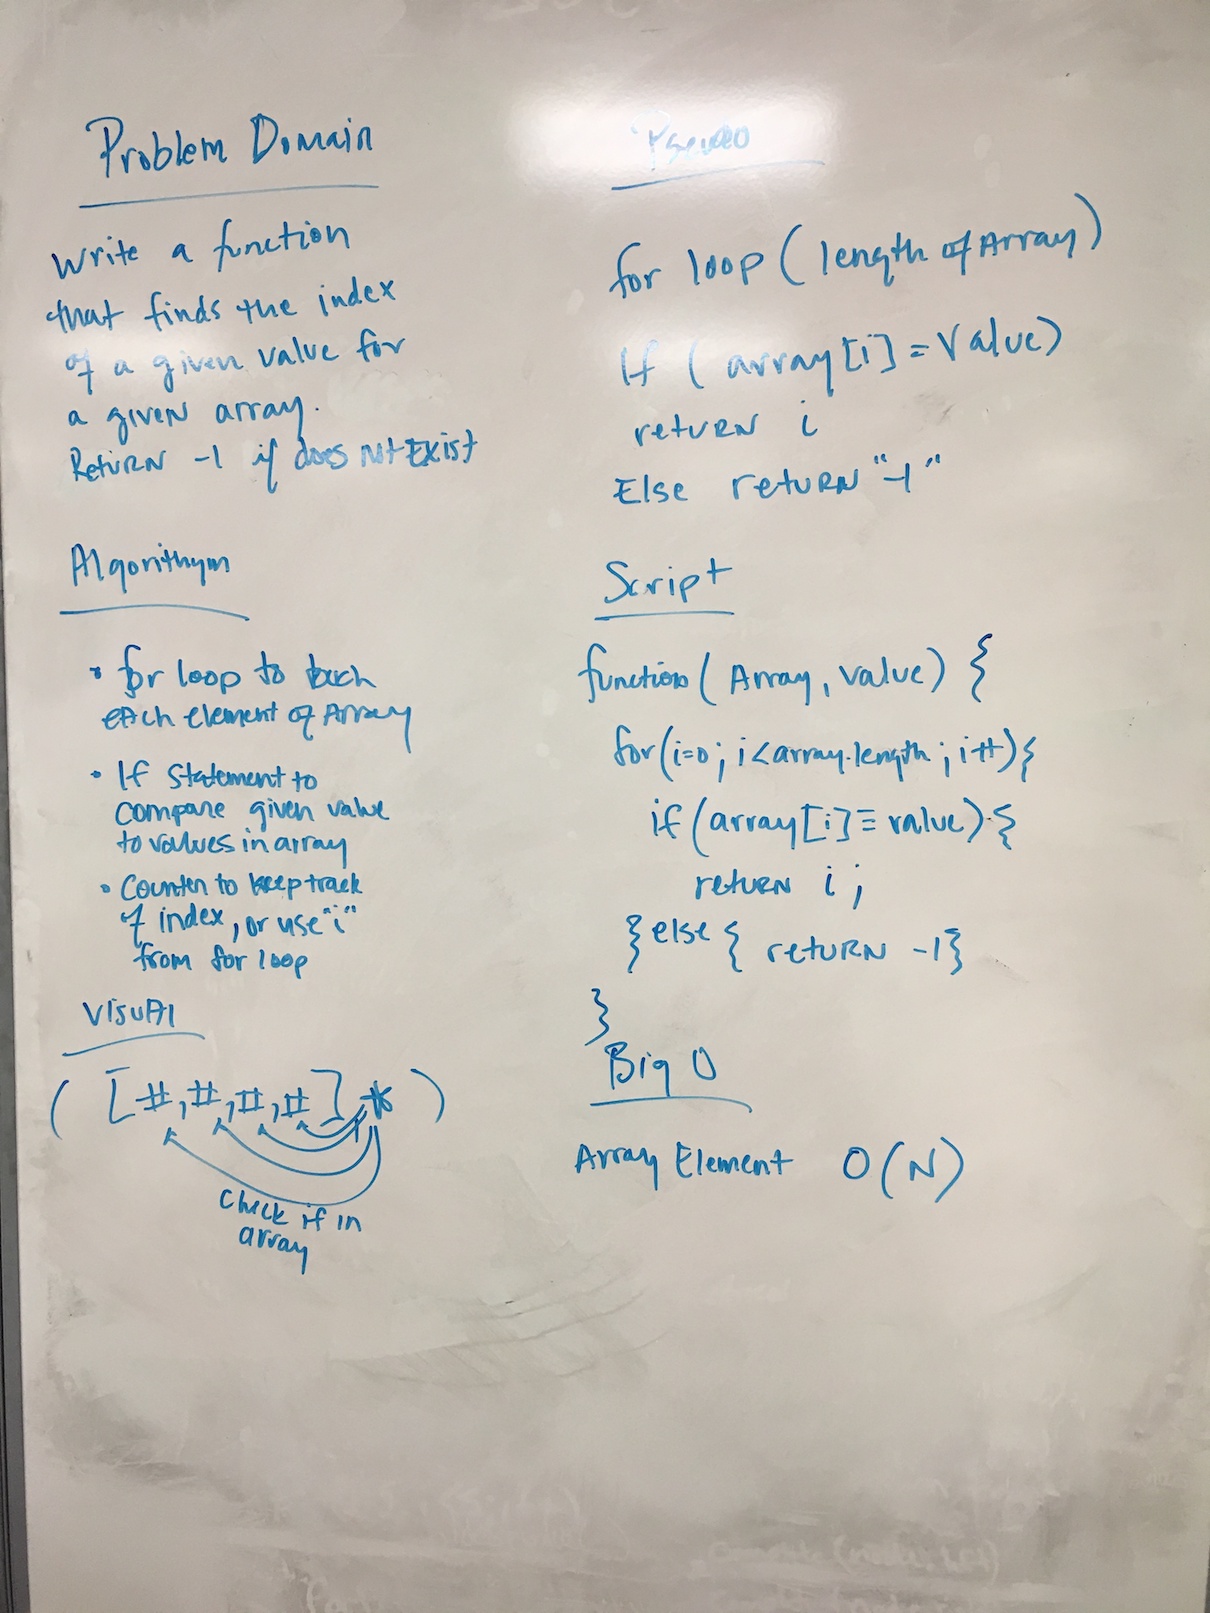 Problem Domain
Write a function
that finds the index
of a given value for
a given array.
Return -1 if does not Exist
Algorithym
• for loop to touch
each element of Array
• If statement to
compare given value
to values in array
• Counter to keep track
of index, or use "i"
from for loop
Visual
( [#,#,#,#] * )
Check if in
array
Pseudo
for loop (length of Array)
If (array[i] = Value)
return i
Else return "-1"
Script
function (Array, value) {
for(i=0; i<array.length; i++){
if (array[i] ≡ value) {
return i;
} else { return -1}
}
Big O
Array Element O(N)